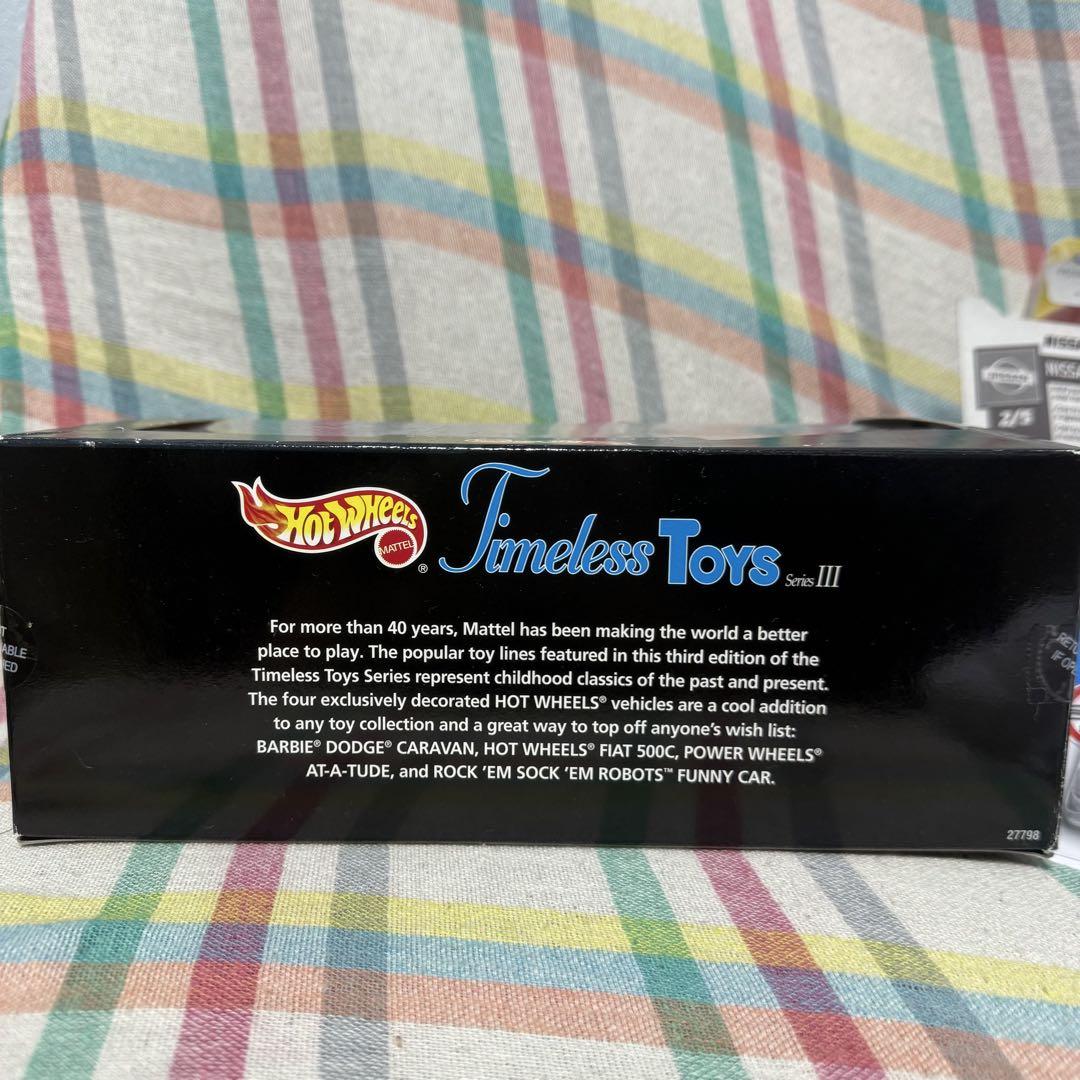 HOT WHEELS
MATTEL
®
Timeless TOYS Series III
For more than 40 years, Mattel has been making the world a better
place to play. The popular toy lines featured in this third edition of the
Timeless Toys Series represent childhood classics of the past and present.
The four exclusively decorated HOT WHEELS® vehicles are a cool addition
to any toy collection and a great way to top off anyone's wish list:
BARBIE® DODGE® CARAVAN, HOT WHEELS® FIAT 500C, POWER WHEELS®
AT-A-TUDE, and ROCK 'EM SOCK 'EM ROBOTS™ FUNNY CAR.
27798
NISSAN
2/5